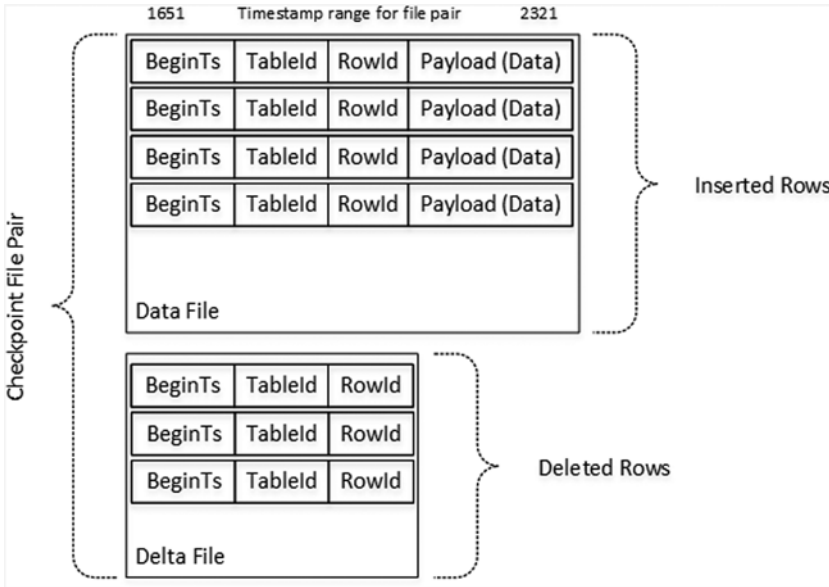 1651 Timestamp range for file pair 2321
BeginTs TableId RowId Payload (Data)
BeginTs TableId RowId Payload (Data)
BeginTs TableId RowId Payload (Data)
BeginTs TableId RowId Payload (Data)
Data File
Inserted Rows
Checkpoint File Pair
BeginTs TableId RowId
BeginTs TableId RowId
BeginTs TableId RowId
Delta File
Deleted Rows